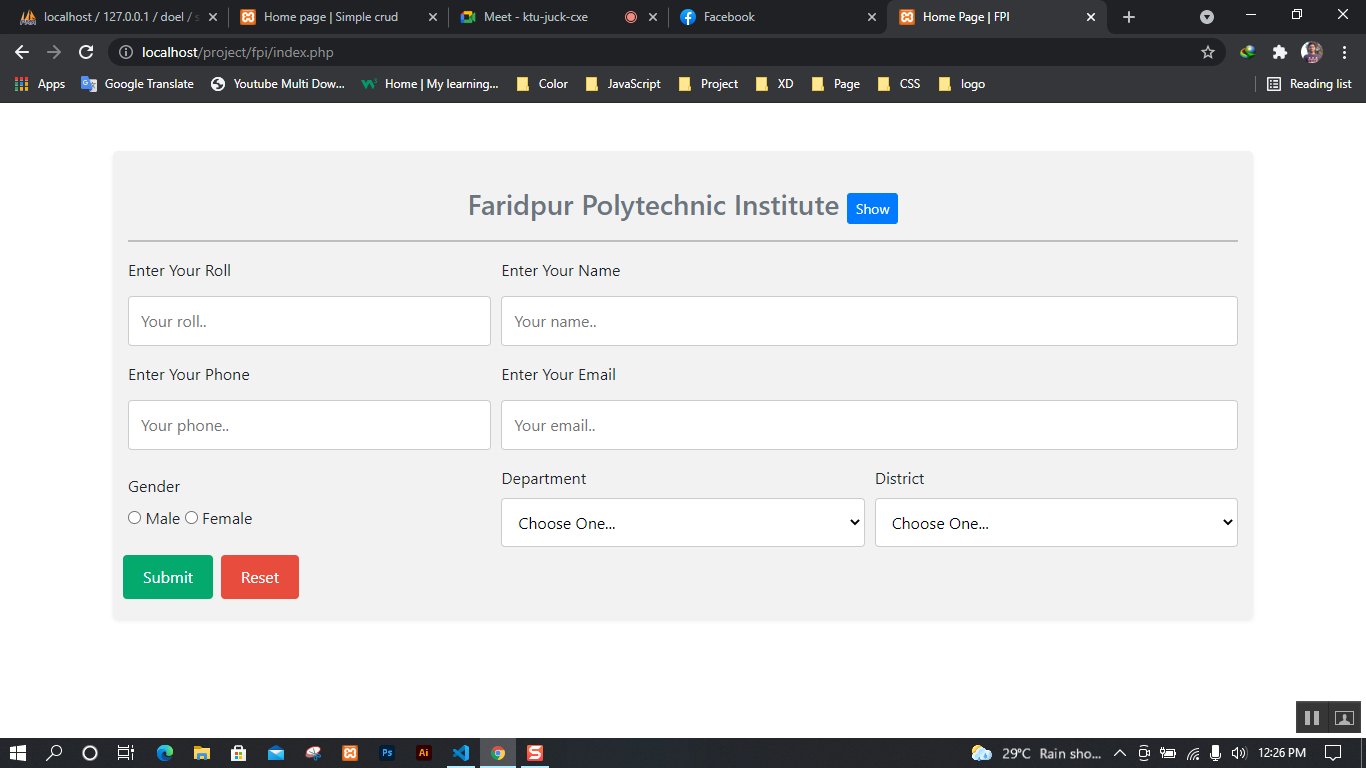 localhost / 127.0.0.1 / doel / s
Home page | Simple crud
Meet - ktu-juck-cxe
Facebook
Home Page | FPI
localhost/project/fpi/index.php
Apps
Google Translate
Youtube Multi Dow...
Home | My learning...
Color
JavaScript
Project
XD
Page
CSS
logo
Reading list
Faridpur Polytechnic Institute Show
Enter Your Roll
Enter Your Name
Your roll..
Your name..
Enter Your Phone
Enter Your Email
Your phone..
Your email..
Gender
Department
District
Male Female
Choose One...
Choose One...
Submit
Reset
Ps
Ai
S
29°C Rain sho...
12:26 PM